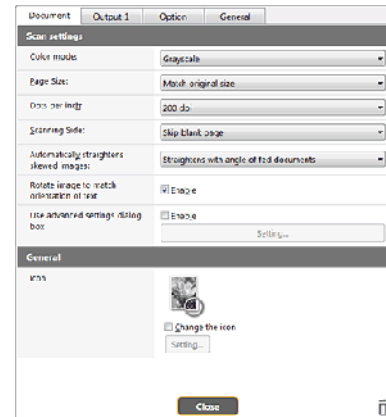 Document Output 1 Option General
Scan settings
Color mode: Grayscale
Page Size: Match original size
Dots per inch: 200 dpi
Scanning Side: Skip blank page
Automatically straightens skewed images: Straightens with angle of fed documents
Rotate image to match orientation of text Enable
Use advanced settings dialog box Enable
Setting...
General
Icon
Change the icon
Setting...
Close